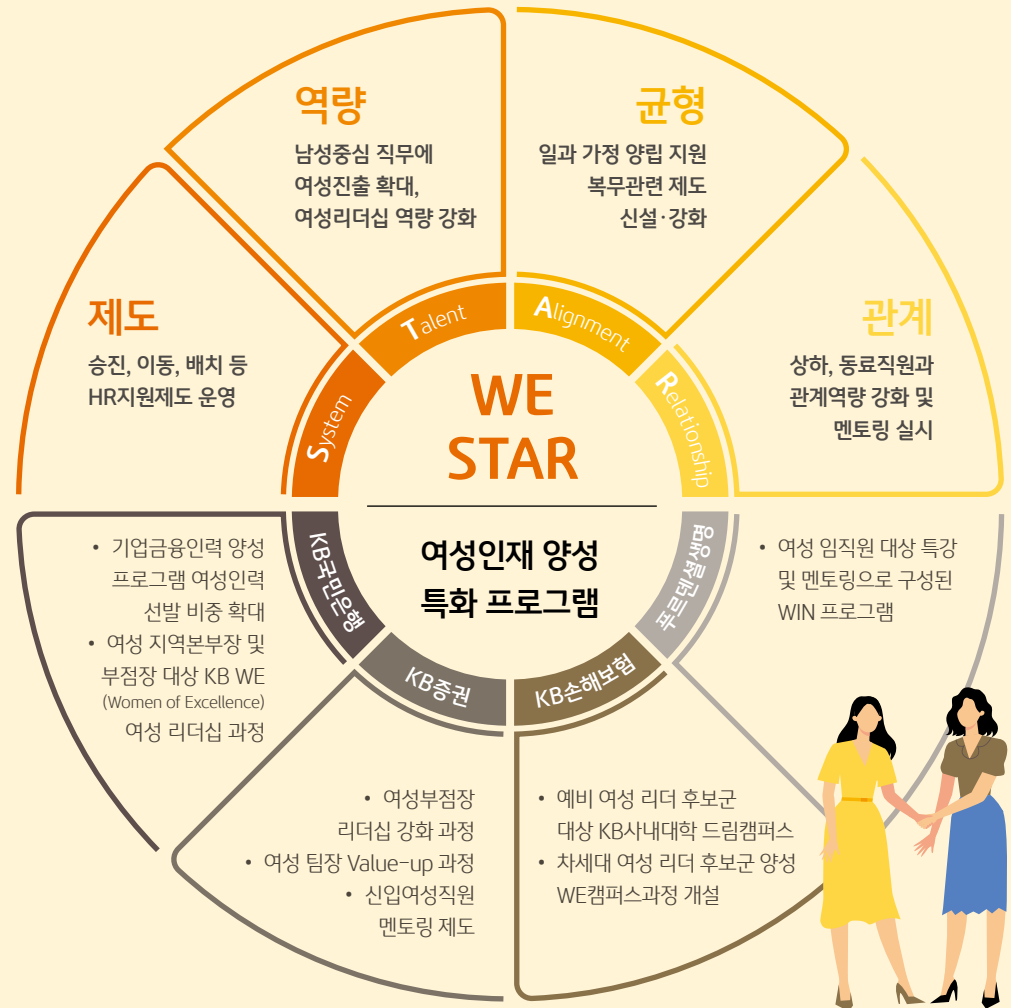 역량
남성중심 직무에
여성진출 확대,
여성리더십 역량 강화
균형
일과 가정 양립 지원
복무관련 제도
신설·강화
제도
승진, 이동, 배치 등
HR지원제도 운영
관계
상하, 동료직원과
관계역량 강화 및
멘토링 실시
System
Talent
Alignment
Relationship
WE
STAR
여성인재 양성
특화 프로그램
KB국민은행
KB증권
KB손해보험
푸르덴셜생명
• 기업금융인력 양성
프로그램 여성인력
선발 비중 확대
• 여성 지역본부장 및
부점장 대상 KB WE
(Women of Excellence)
여성 리더십 과정
• 여성부점장
리더십 강화 과정
• 여성 팀장 Value-up 과정
• 신입여성직원
멘토링 제도
• 예비 여성 리더 후보군
대상 KB사내대학 드림캠퍼스
• 차세대 여성 리더 후보군 양성
WE캠퍼스과정 개설
• 여성 임직원 대상 특강
및 멘토링으로 구성된
WIN 프로그램